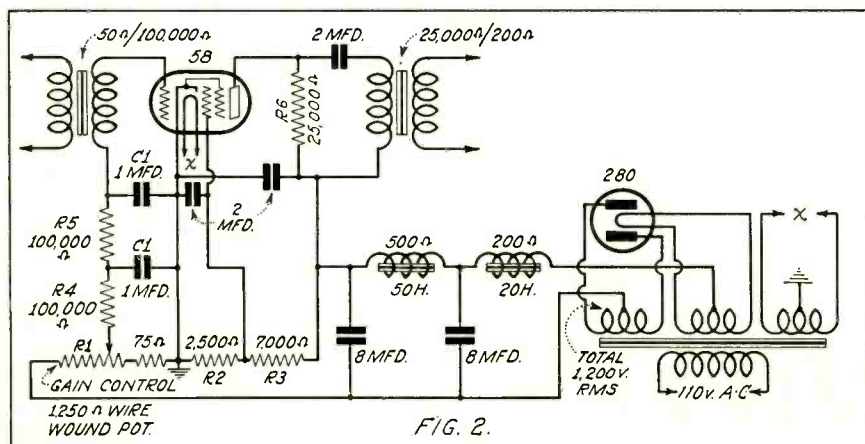 50Ω/100,000Ω
58
2 MFD.
25,000Ω/200Ω
R6
25,000Ω
X
C1
1 MFD.
2
MFD.
R5
100,000
Ω
C1
1 MFD.
R4
100,000
Ω
R1
75Ω
2,500Ω
R2
7,000Ω
R3
GAIN CONTROL
1,250 Ω WIRE
WOUND POT.
500Ω
50H.
200Ω
20H.
8 MFD.
8 MFD.
280
X
TOTAL
1,200 V.
RMS
110 V. A-C
FIG. 2.